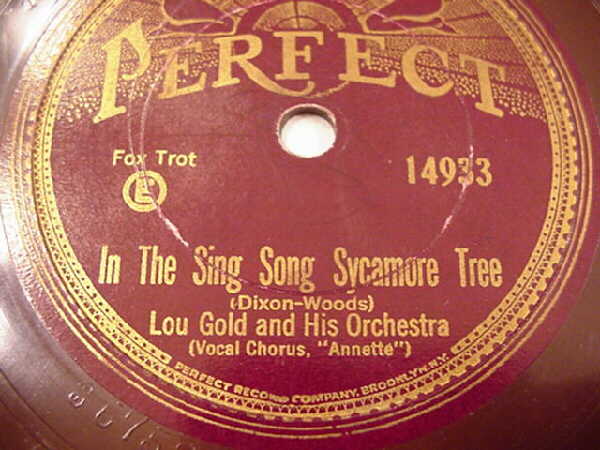 PERFECT
Fox Trot
E
14933
In The Sing Song Sycamore Tree
(Dixon-Woods)
Lou Gold and His Orchestra
(Vocal Chorus, "Annette")
PERFECT RECORD COMPANY. BROOKLYN.N.Y.